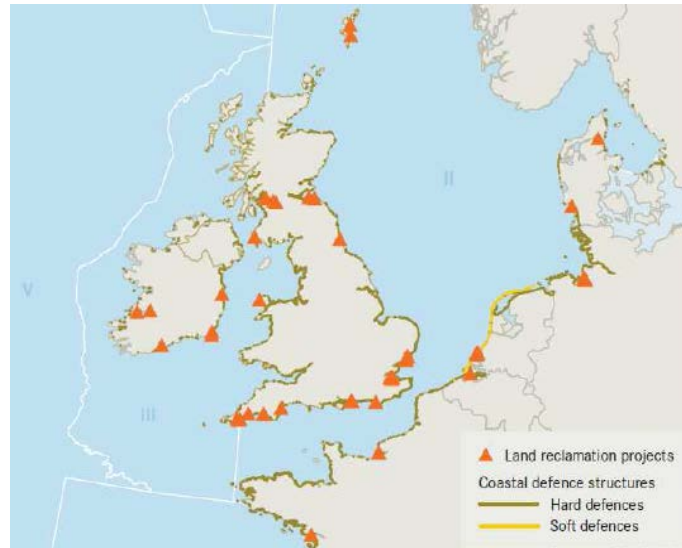 II
V
III
Land reclamation projects
Coastal defence structures
Hard defences
Soft defences